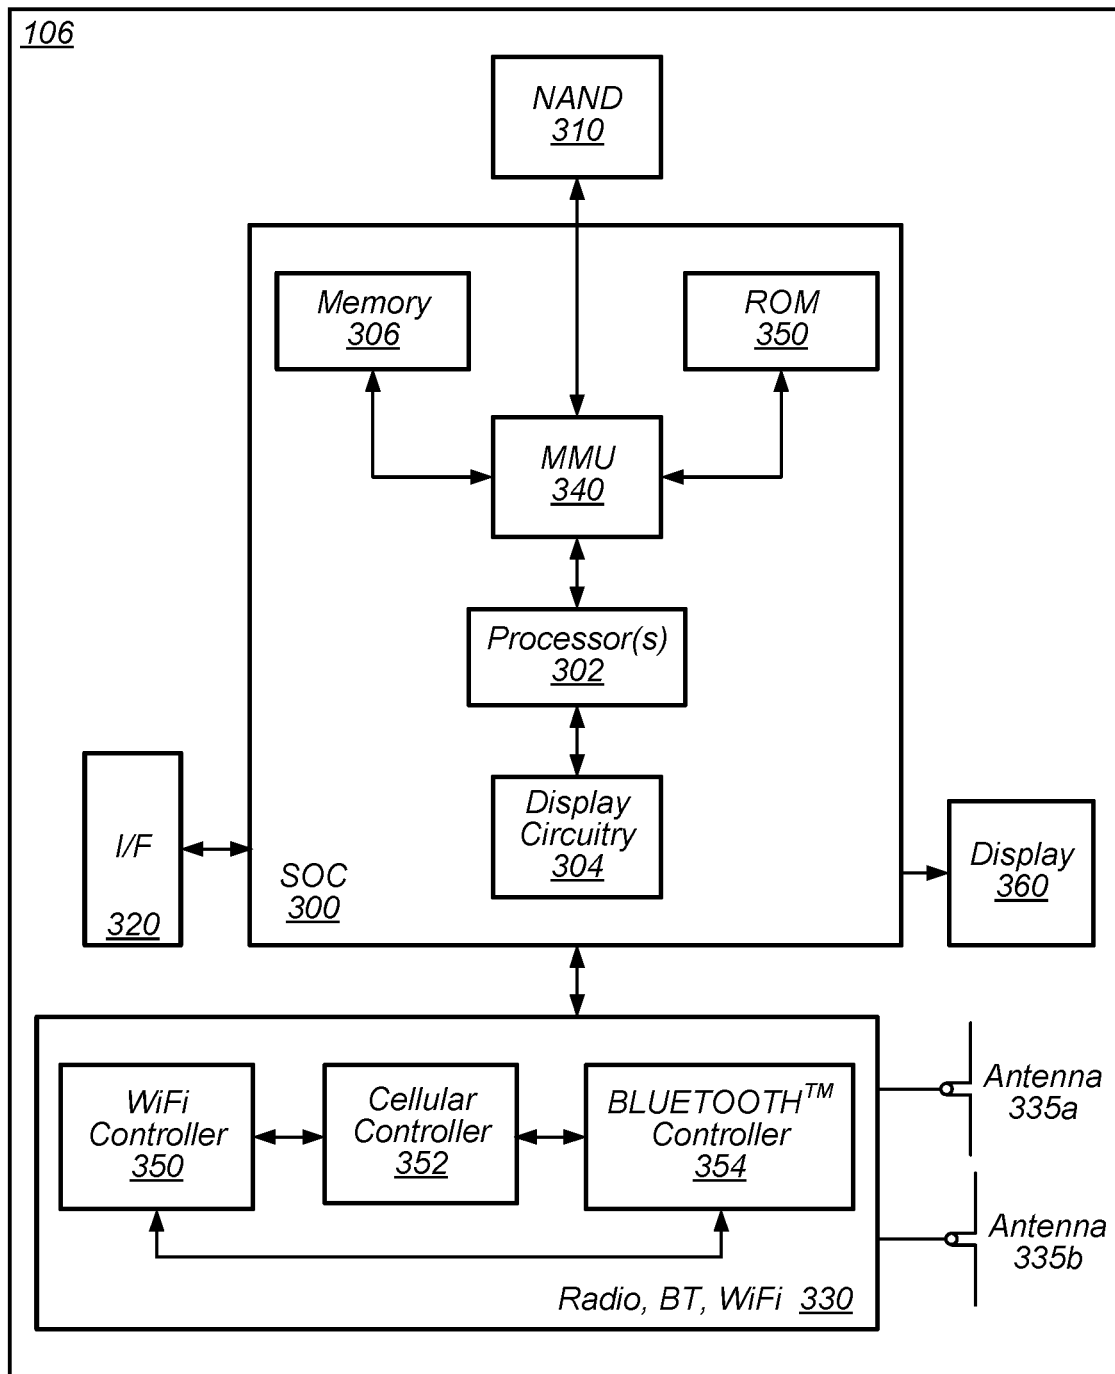 106
NAND
310
Memory
306
ROM
350
MMU
340
Processor(s)
302
Display
Circuitry
304
I/F
320
SOC
300
Display
360
WiFi
Controller
350
Cellular
Controller
352
BLUETOOTH™
Controller
354
Antenna
335a
Antenna
335b
Radio, BT, WiFi 330